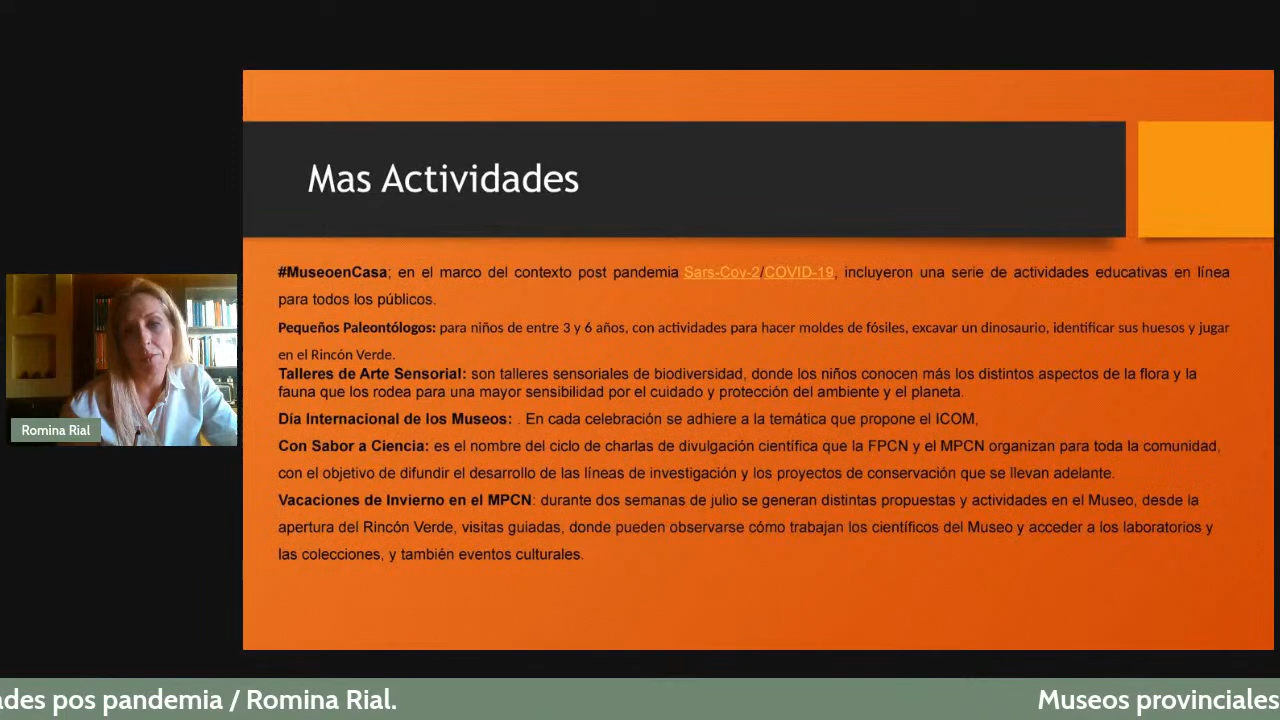 Mas Actividades
#MuseoenCasa; en el marco del contexto post pandemia Sars-Cov-2/COVID-19, incluyeron una serie de actividades educativas en línea
para todos los públicos.
Pequeños Paleontólogos: para niños de entre 3 y 6 años, con actividades para hacer moldes de fósiles, excavar un dinosaurio, identificar sus huesos y jugar
en el Rincón Verde.
Talleres de Arte Sensorial: son talleres sensoriales de biodiversidad, donde los niños conocen más los distintos aspectos de la flora y la
fauna que los rodea para una mayor sensibilidad por el cuidado y protección del ambiente y el planeta.
Día Internacional de los Museos: . En cada celebración se adhiere a la temática que propone el ICOM,
Con Sabor a Ciencia: es el nombre del ciclo de charlas de divulgación científica que la FPCN y el MPCN organizan para toda la comunidad,
con el objetivo de difundir el desarrollo de las líneas de investigación y los proyectos de conservación que se llevan adelante.
Vacaciones de Invierno en el MPCN: durante dos semanas de julio se generan distintas propuestas y actividades en el Museo, desde la
apertura del Rincón Verde, visitas guiadas, donde pueden observarse cómo trabajan los científicos del Museo y acceder a los laboratorios y
las colecciones, y también eventos culturales.
Romina Rial
ades pos pandemia / Romina Rial.
Museos provinciales